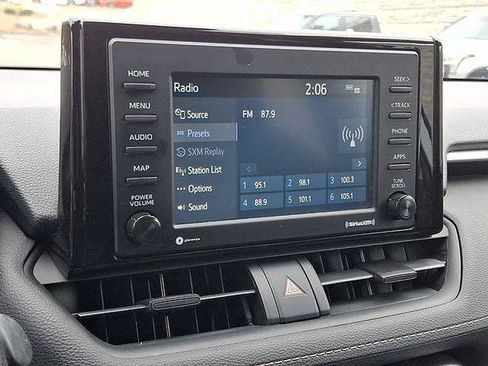 HOME
MENU
AUDIO
MAP
POWER
VOLUME
Radio
2:06
Source
FM 87.9
Presets
SXM Replay
Station List
Options
Sound
1 95.1 2 98.1 3 100.3
4 88.9 5 101.1 6 105.1
SEEK >
< TRACK
PHONE
APPS
TUNE
SCROLL
((SiriusXM))